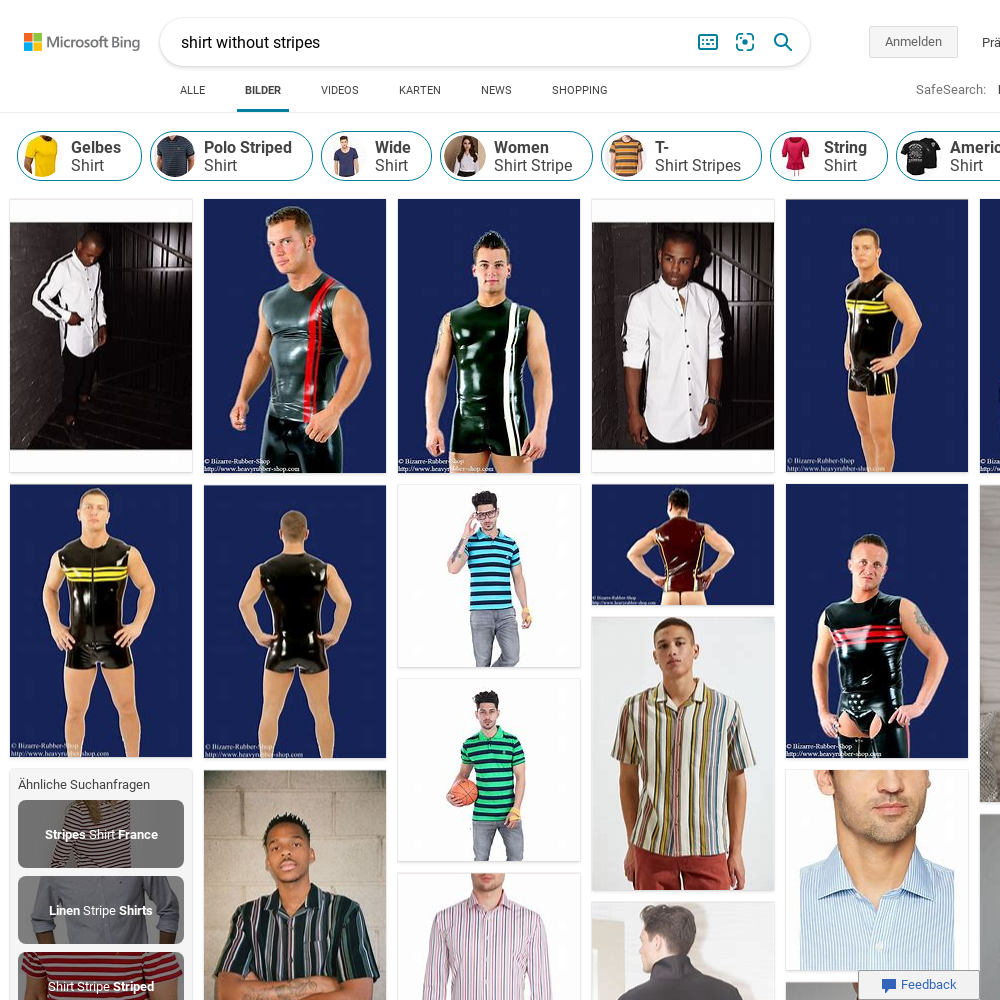 Microsoft Bing
shirt without stripes
Anmelden
Prä
ALLE
BILDER
VIDEOS
KARTEN
NEWS
SHOPPING
SafeSearch:
Gelbes
Shirt
Polo Striped
Shirt
Wide
Shirt
Women
Shirt Stripe
T-
Shirt Stripes
String
Shirt
Americ
Shirt
© Bizarre-Rubber-Shop
http://www.heavyrubber-shop.com
© Bizarre-Rubber-Shop
http://www.heavyrubber-shop.com
© Bizarre-Rubber-Shop
http://www.heavyrubber-shop.com
© Bizarre-Rubber-Shop
http://www.heavyrubber-shop.com
© Bizarre-Rubber-Shop
http://www.heavyrubber-shop.com
© Bizarre-Rubber-Shop
http://www.heavyrubber-shop.com
© Bizarre-Rubber-Shop
http://www.heavyrubber-shop.com
Ähnliche Suchanfragen
Stripes Shirt France
Linen Stripe Shirts
Shirt Stripe Striped
Feedback